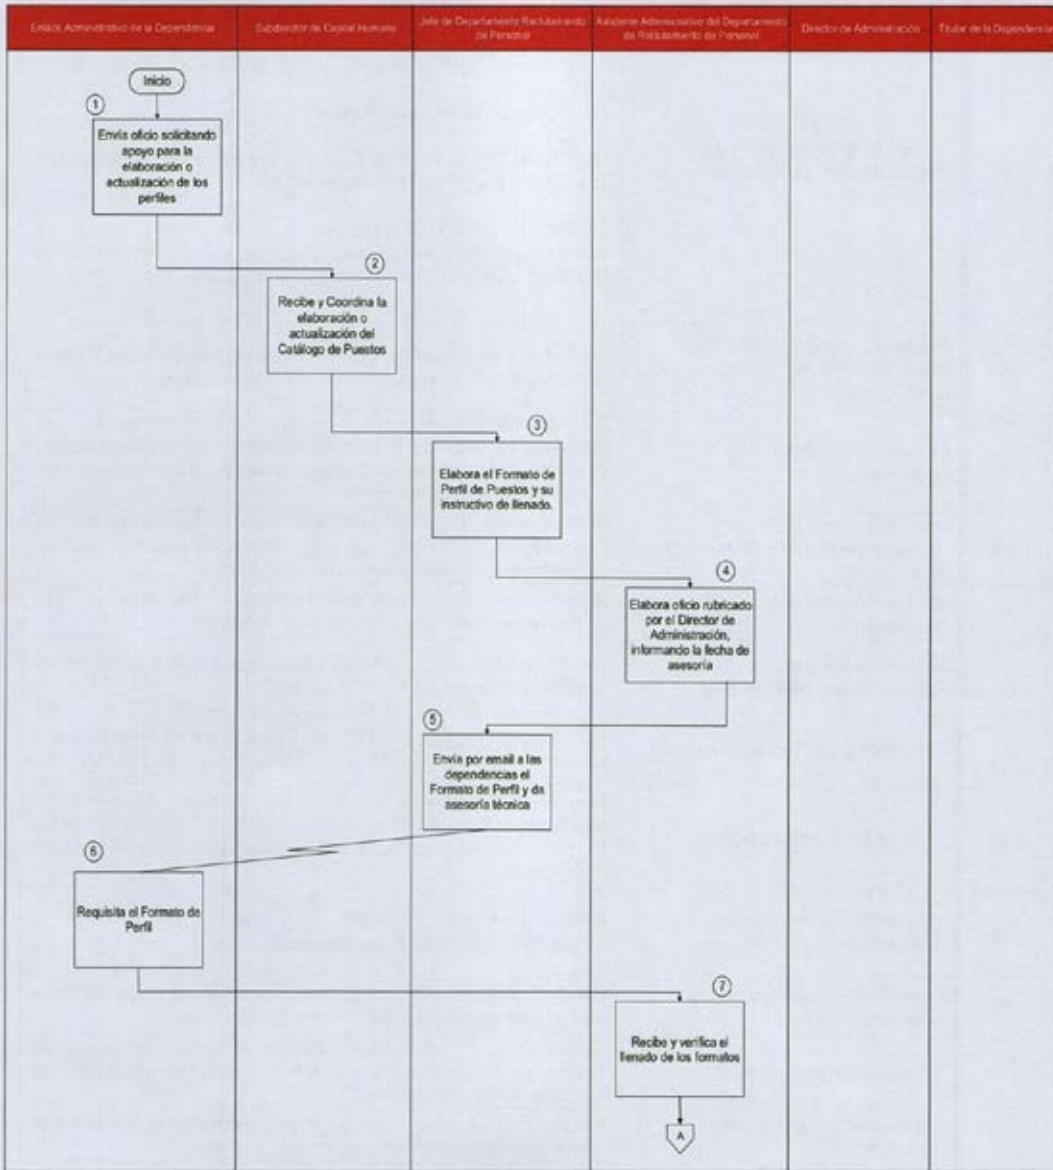 Enlace Administrativo de la Dependencia
Subdirector de Capital Humano
Jefe de Departamento Reclutamiento
de Personal
Asistente Administrativo del Departamento
de Reclutamiento de Personal
Director de Administración
Titular de la Dependencia
Inicio
1
Envía oficio solicitando
apoyo para la
elaboración o
actualización de los
perfiles
2
Recibe y Coordina la
elaboración o
actualización del
Catálogo de Puestos
3
Elabora el Formato de
Perfil de Puestos y su
instructivo de llenado.
4
Elabora oficio rubricado
por el Director de
Administración,
informando la fecha de
asesoría
5
Envía por email a las
dependencias el
Formato de Perfil y da
asesoría técnica
6
Requisita el Formato de
Perfil
7
Recibe y verifica el
llenado de los formatos
A